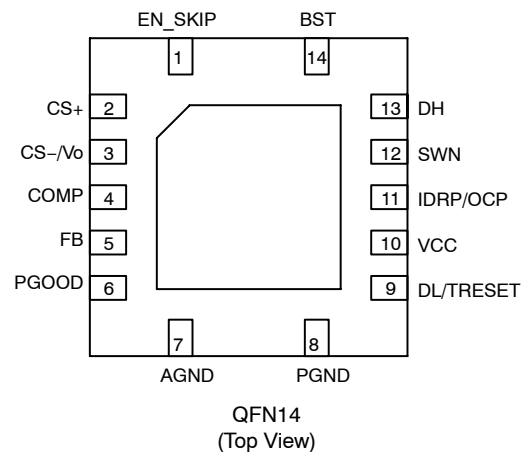 EN_SKIP BST
1 14
CS+ 2 13 DH
CS−/Vo 3 12 SWN
COMP 4 11 IDRP/OCP
FB 5 10 VCC
PGOOD 6 9 DL/TRESET
7 8
AGND PGND
QFN14
(Top View)